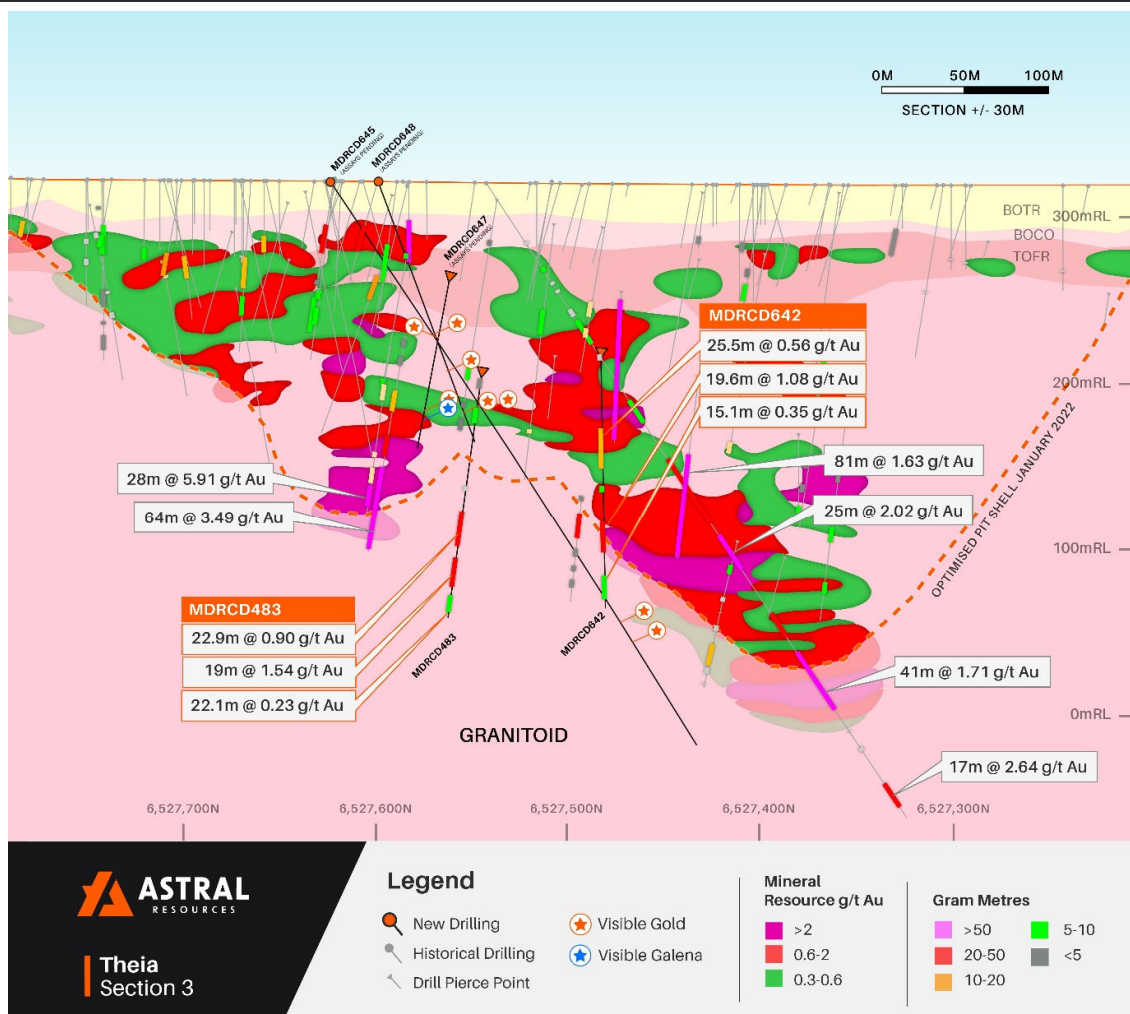 0M 50M 100M
SECTION +/- 30M
MDRCD645
(ASSAYS PENDING)
MDRCD648
(ASSAYS PENDING)
MDRCD647
(ASSAYS PENDING)
BOTR
300mRL
BOCO
TOFR
MDRCD642
25.5m @ 0.56 g/t Au
19.6m @ 1.08 g/t Au
15.1m @ 0.35 g/t Au
200mRL
OPTIMISED PIT SHELL JANUARY 2022
81m @ 1.63 g/t Au
28m @ 5.91 g/t Au
25m @ 2.02 g/t Au
64m @ 3.49 g/t Au
100mRL
MDRCD483
22.9m @ 0.90 g/t Au
19m @ 1.54 g/t Au
22.1m @ 0.23 g/t Au
MDRCD483
MDRCD642
41m @ 1.71 g/t Au
0mRL
GRANITOID
17m @ 2.64 g/t Au
6,527,700N 6,527,600N 6,527,500N 6,527,400N 6,527,300N
ASTRAL
RESOURCES
Theia
Section 3
Legend
New Drilling
Historical Drilling
Drill Pierce Point
Visible Gold
Visible Galena
Mineral
Resource g/t Au
>2
0.6-2
0.3-0.6
Gram Metres
>50
20-50
10-20
5-10
<5